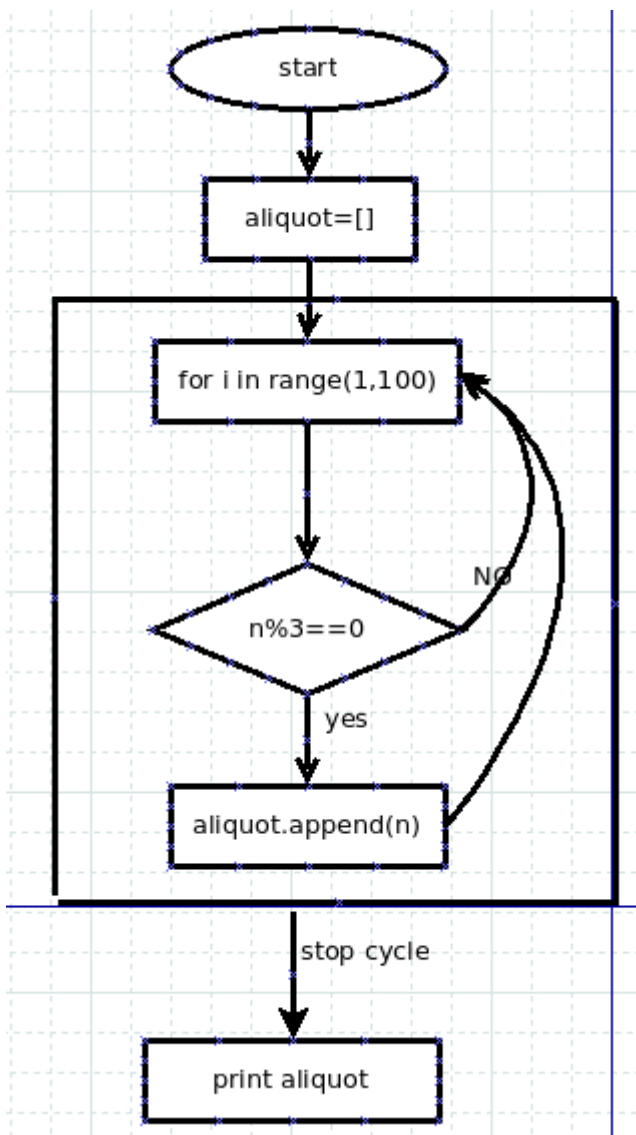 start
aliquot=[]
for i in range(1,100)
NO
n%3==0
yes
aliquot.append(n)
stop cycle
print aliquot